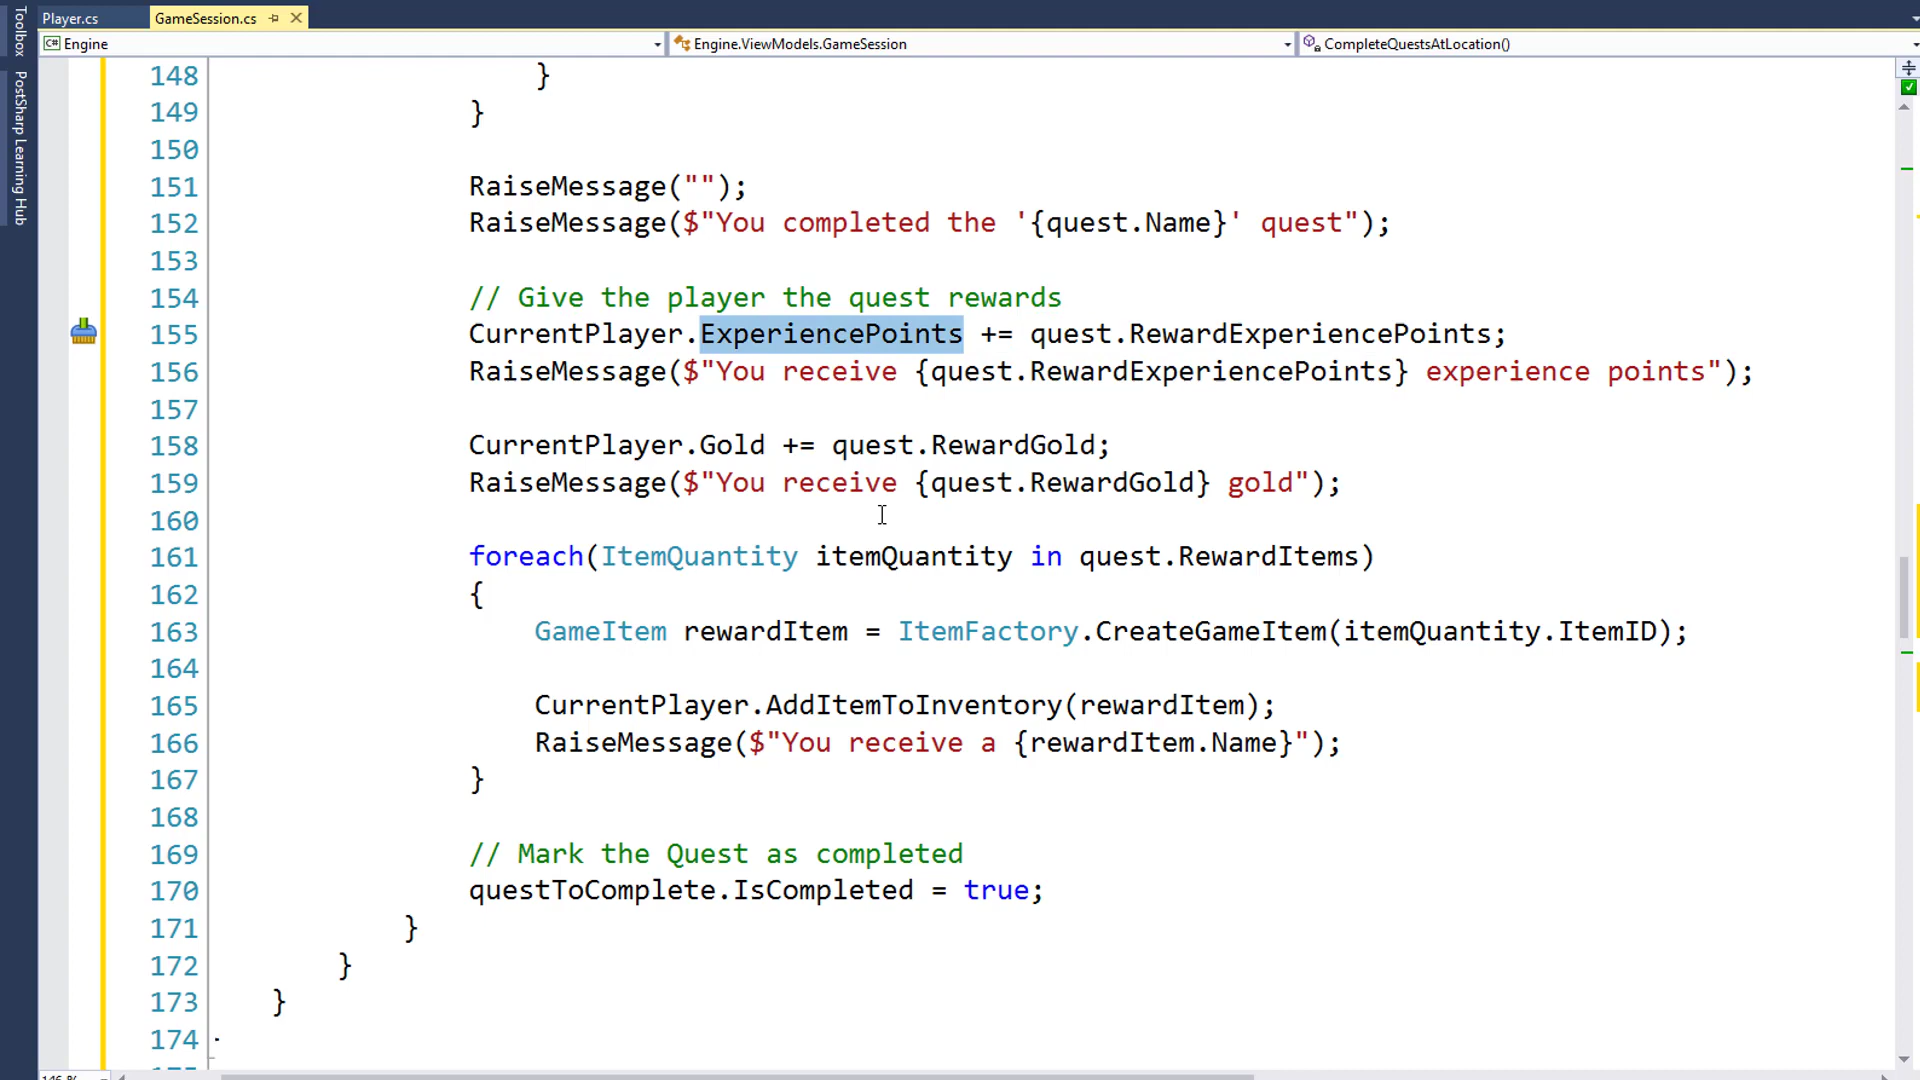 Player.cs GameSession.cs
Toolbox
PostSharp Learning Hub
C# Engine Engine.ViewModels.GameSession CompleteQuestsAtLocation()
148 }
149 }
150
151 RaiseMessage("");
152 RaiseMessage($"You completed the '{quest.Name}' quest");
153
154 // Give the player the quest rewards
155 CurrentPlayer.ExperiencePoints += quest.RewardExperiencePoints;
156 RaiseMessage($"You receive {quest.RewardExperiencePoints} experience points");
157
158 CurrentPlayer.Gold += quest.RewardGold;
159 RaiseMessage($"You receive {quest.RewardGold} gold");
160
161 foreach(ItemQuantity itemQuantity in quest.RewardItems)
162 {
163 GameItem rewardItem = ItemFactory.CreateGameItem(itemQuantity.ItemID);
164
165 CurrentPlayer.AddItemToInventory(rewardItem);
166 RaiseMessage($"You receive a {rewardItem.Name}");
167 }
168
169 // Mark the Quest as completed
170 questToComplete.IsCompleted = true;
171 }
172 }
173 }
174